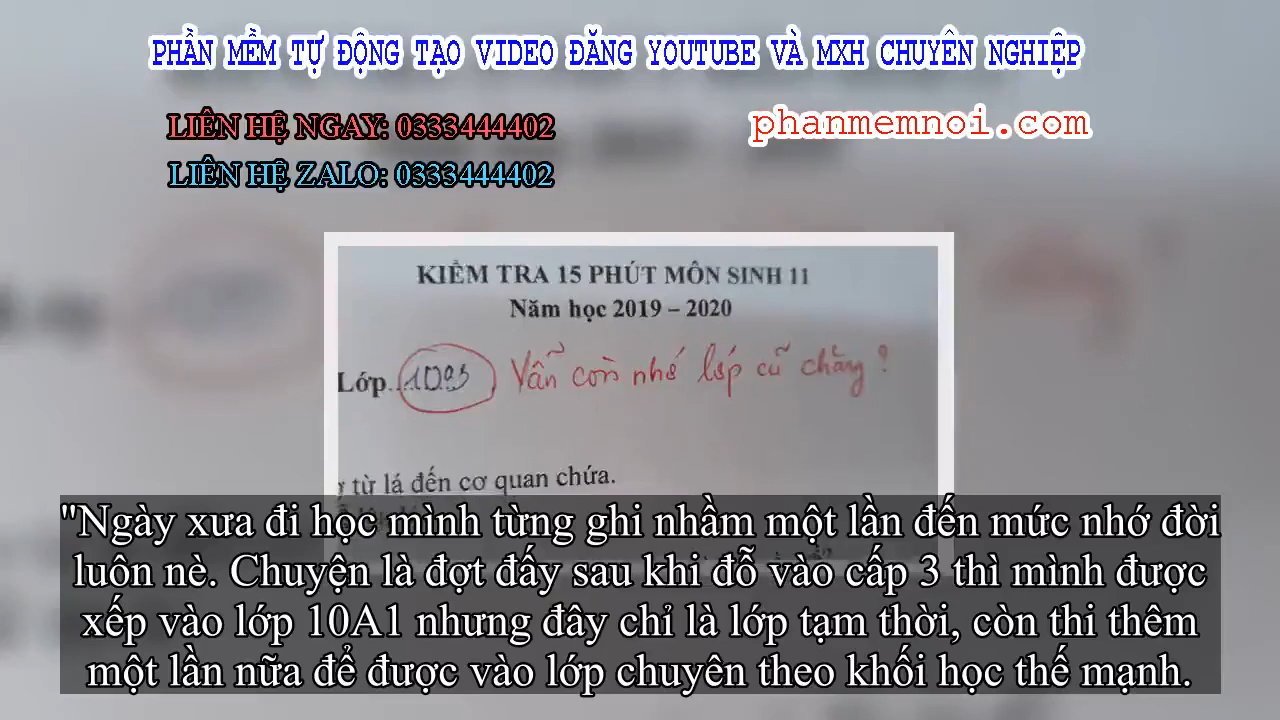 PHẦN MỀM TỰ ĐỘNG TẠO VIDEO ĐĂNG YOUTUBE VÀ MXH CHUYÊN NGHIỆP
LIÊN HỆ NGAY: 0333444402
phanmemnoi.com
LIÊN HỆ ZALO: 0333444402
KIỂM TRA 15 PHÚT MÔN SINH 11
Năm học 2019 – 2020
Lớp Vẫn còn nhớ lớp cũ chăng?
từ lá đến cơ quan chứa.
"Ngày xưa đi học mình từng ghi nhầm một lần đến mức nhớ đời
luôn nè. Chuyện là đợt đấy sau khi đỗ vào cấp 3 thì mình được
xếp vào lớp 10A1 nhưng đây chỉ là lớp tạm thời, còn thi thêm
một lần nữa để được vào lớp chuyên theo khối học thế mạnh.